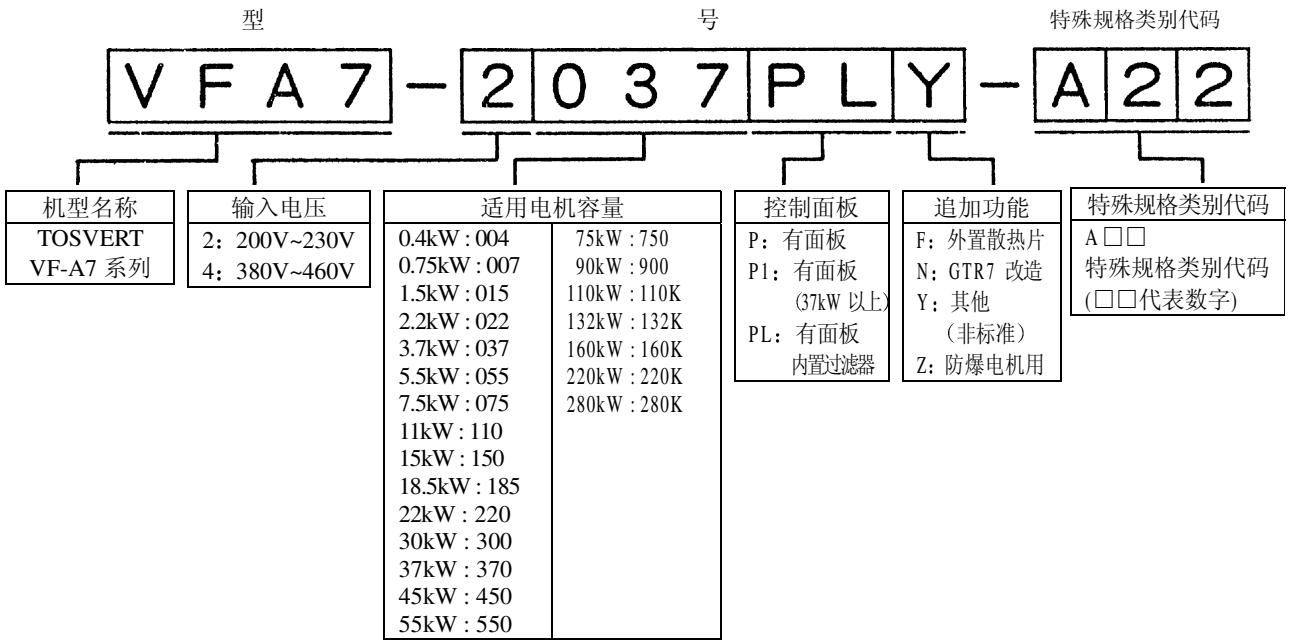 型 号 特殊规格类别代码
VFA7-2037PLY-A22
机型名称
TOSVERT
VF-A7 系列
输入电压
2: 200V~230V
4: 380V~460V
适用电机容量
0.4kW : 004
0.75kW : 007
1.5kW : 015
2.2kW : 022
3.7kW : 037
5.5kW : 055
7.5kW : 075
11kW : 110
15kW : 150
18.5kW : 185
22kW : 220
30kW : 300
37kW : 370
45kW : 450
55kW : 550
75kW : 750
90kW : 900
110kW : 110K
132kW : 132K
160kW : 160K
220kW : 220K
280kW : 280K
控制面板
P: 有面板
P1: 有面板
(37kW 以上)
PL: 有面板
内置过滤器
追加功能
F: 外置散热片
N: GTR7 改造
Y: 其他
（非标准）
Z: 防爆电机用
特殊规格类别代码
A□□
特殊规格类别代码
(□□代表数字)